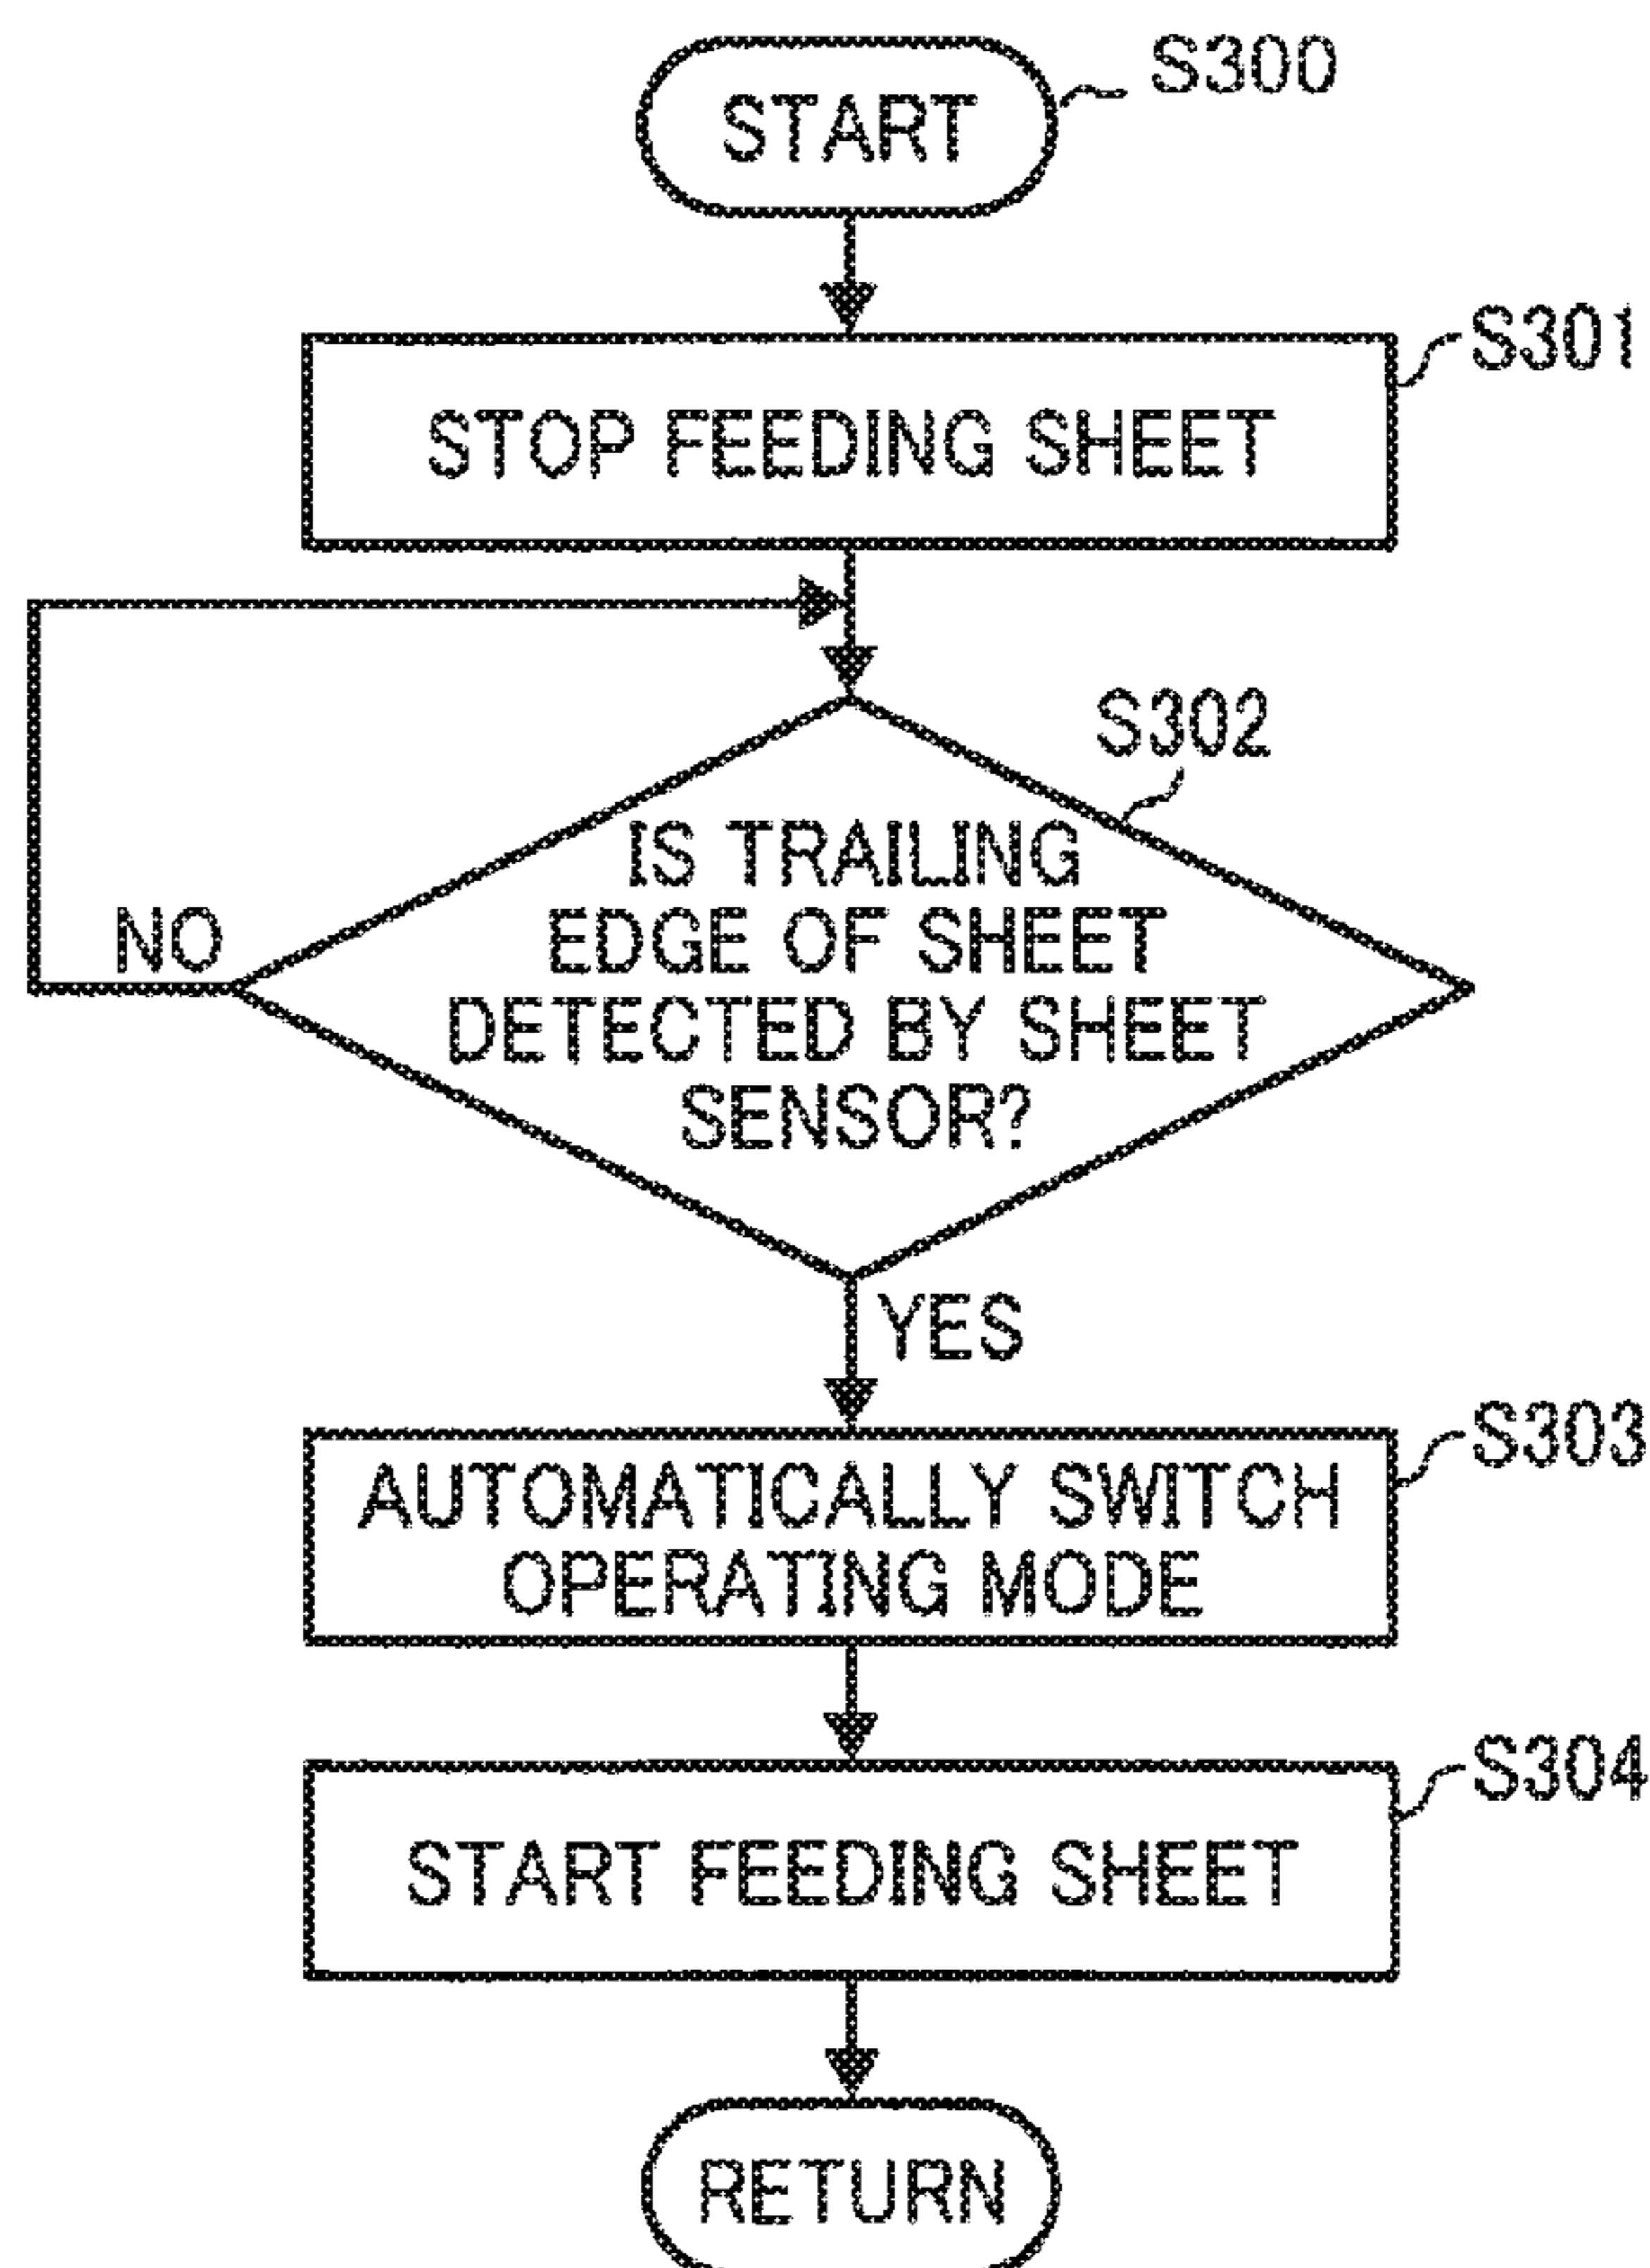 START
S300
S301
STOP FEEDING SHEET
S302
IS TRAILING
EDGE OF SHEET
DETECTED BY SHEET
SENSOR?
NO
YES
S303
AUTOMATICALLY SWITCH
OPERATING MODE
S304
START FEEDING SHEET
RETURN